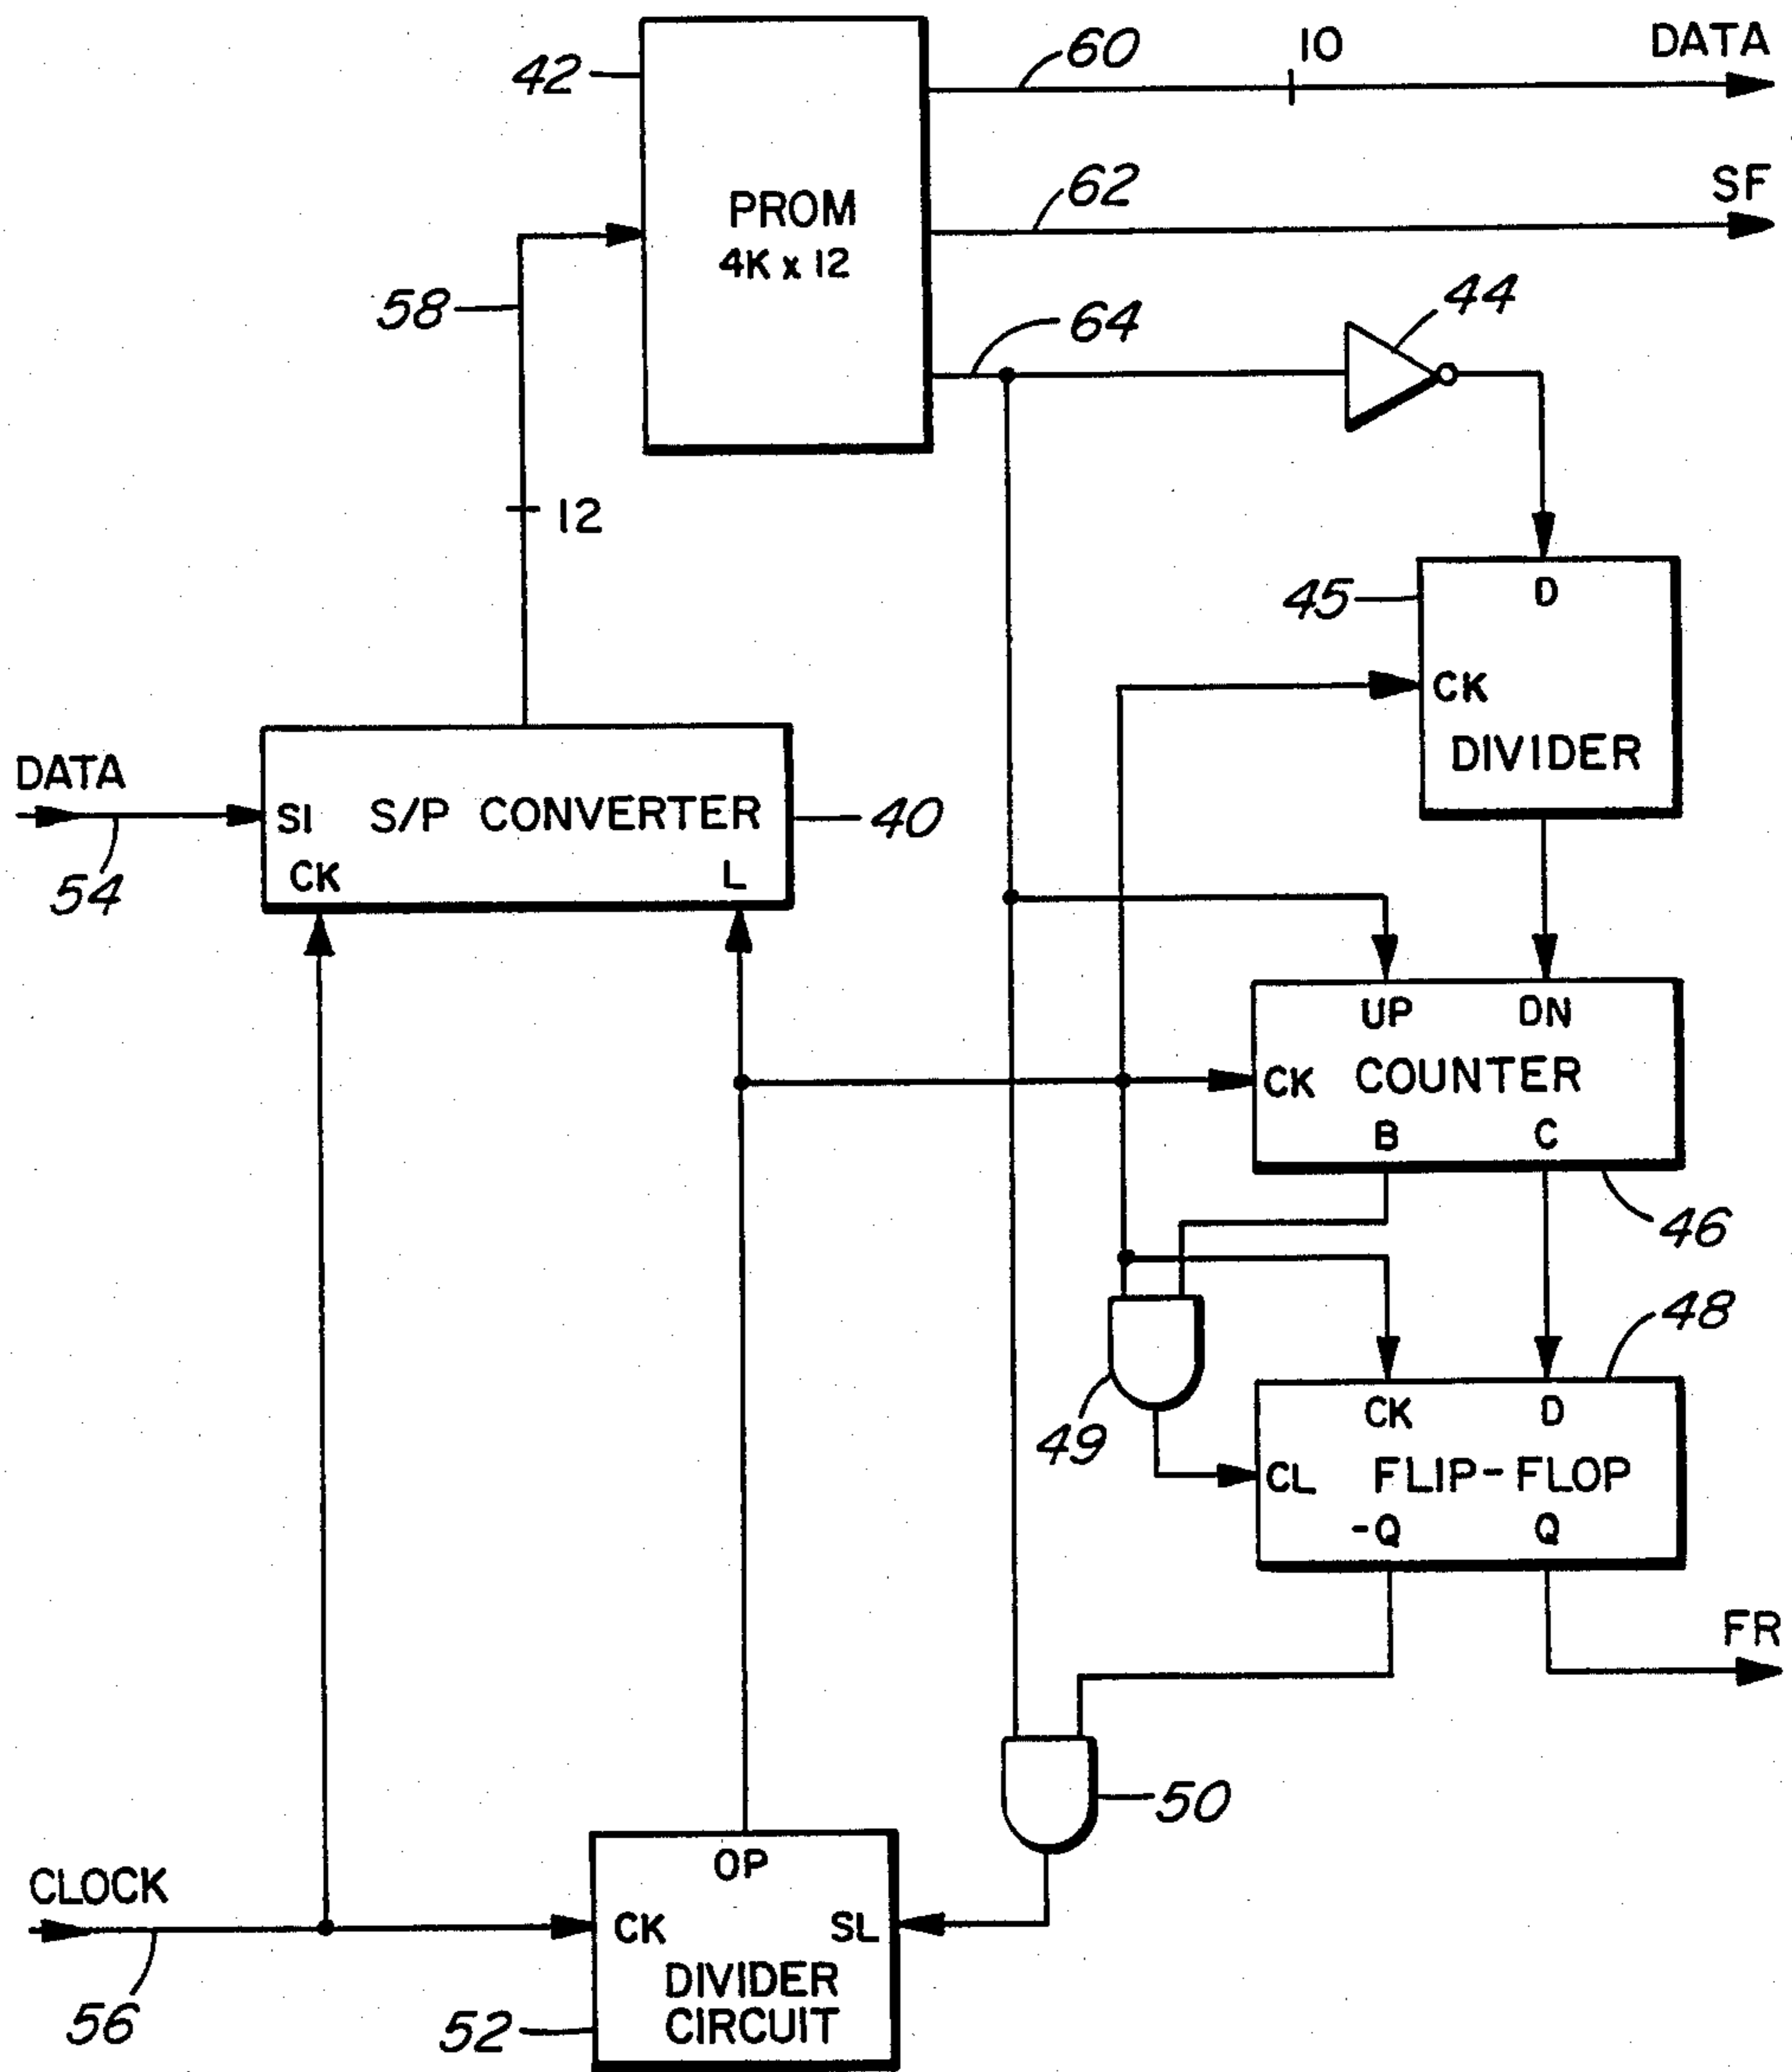 60
10
DATA
42
62
SF
PROM
4K x 12
58
64
44
12
45
D
CK
DIVIDER
DATA
SI S/P CONVERTER
40
54
CK L
UP DN
CK COUNTER
B C
46
48
49
CK D
CL FLIP-FLOP
-Q Q
FR
50
CLOCK
OP
CK SL
56
52
DIVIDER
CIRCUIT